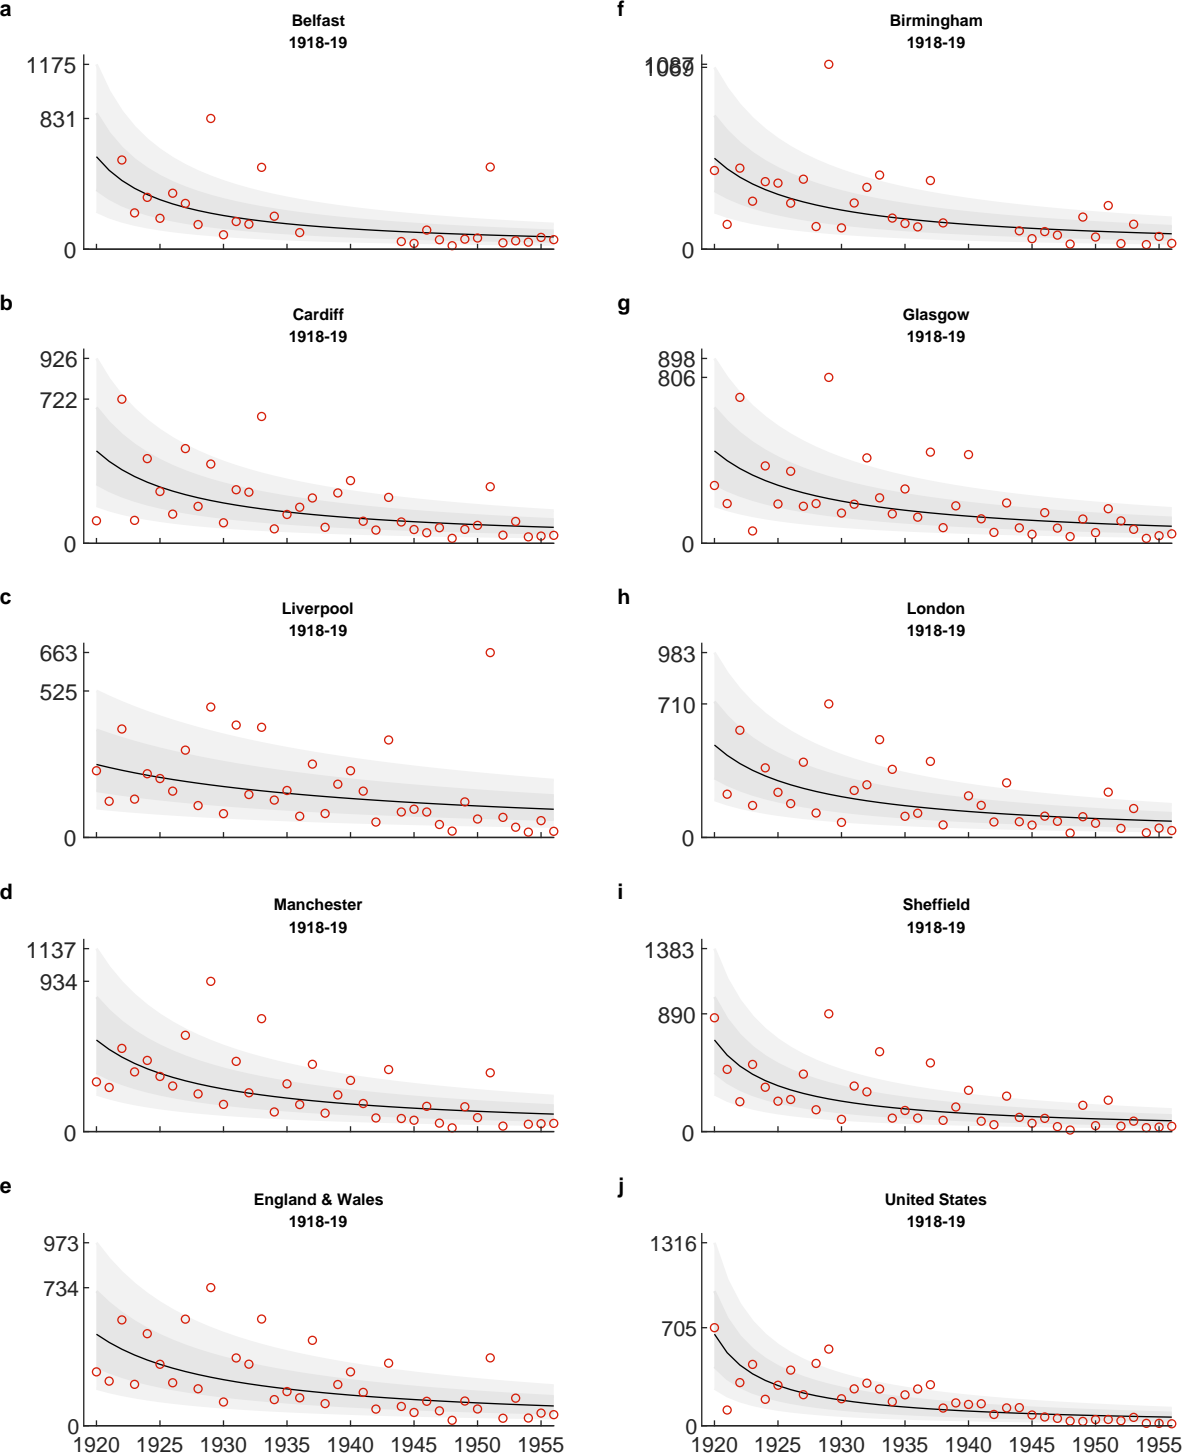 a
Belfast
1918-19
1175
831
0
f
Birmingham
1918-19
1087
1069
0
b
Cardiff
1918-19
926
722
0
g
Glasgow
1918-19
898
806
0
c
Liverpool
1918-19
663
525
0
h
London
1918-19
983
710
0
d
Manchester
1918-19
1137
934
0
i
Sheffield
1918-19
1383
890
0
e
England & Wales
1918-19
973
734
0
1920 1925 1930 1935 1940 1945 1950 1955
j
United States
1918-19
1316
705
0
1920 1925 1930 1935 1940 1945 1950 1955